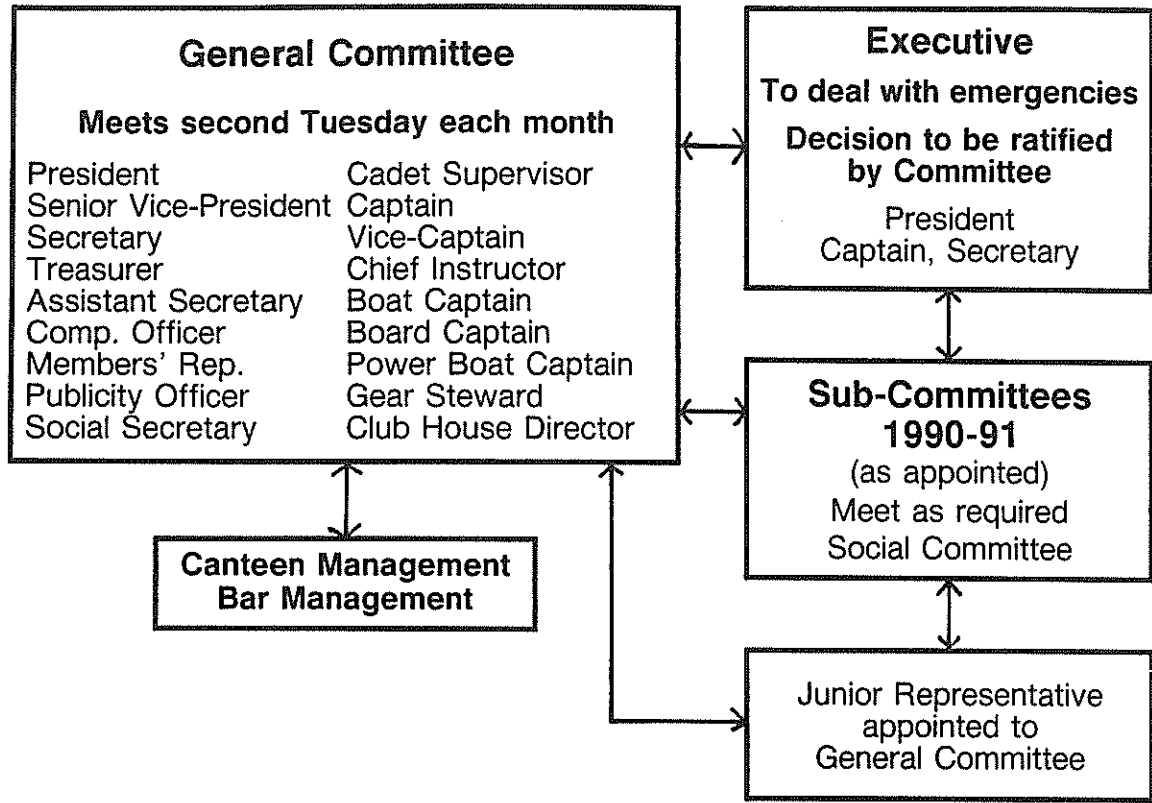 General Committee
Meets second Tuesday each month
President
Senior Vice-President
Secretary
Treasurer
Assistant Secretary
Comp. Officer
Members' Rep.
Publicity Officer
Social Secretary
Cadet Supervisor
Captain
Vice-Captain
Chief Instructor
Boat Captain
Board Captain
Power Boat Captain
Gear Steward
Club House Director
Executive
To deal with emergencies
Decision to be ratified
by Committee
President
Captain, Secretary
Sub-Committees
1990-91
(as appointed)
Meet as required
Social Committee
Canteen Management
Bar Management
Junior Representative
appointed to
General Committee